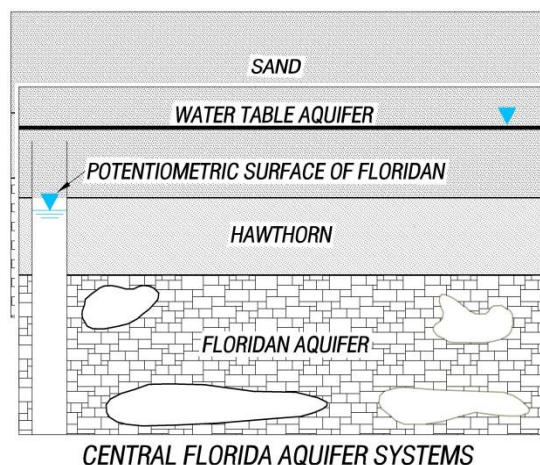 SAND
WATER TABLE AQUIFER
POTENTIOMETRIC SURFACE OF FLORIDAN
HAWTHORN
FLORIDAN AQUIFER
CENTRAL FLORIDA AQUIFER SYSTEMS